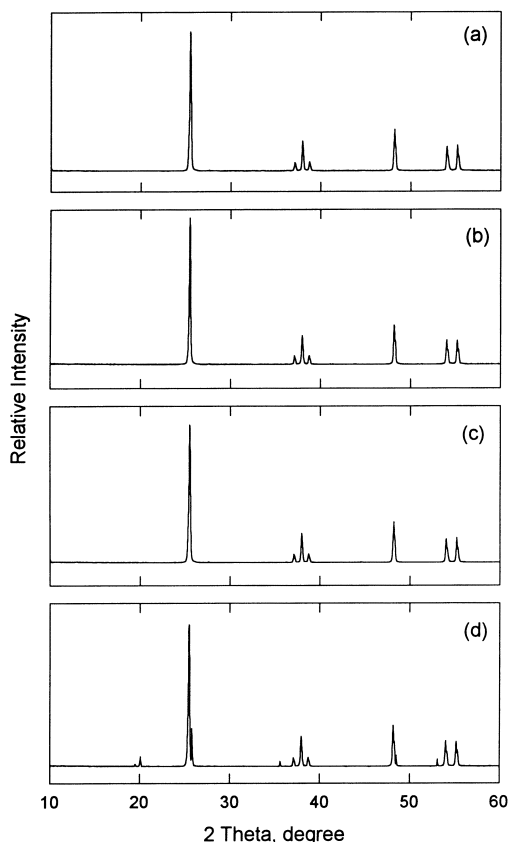 (a)
(b)
(c)
(d)
Relative Intensity
10 20 30 40 50 60
2 Theta, degree